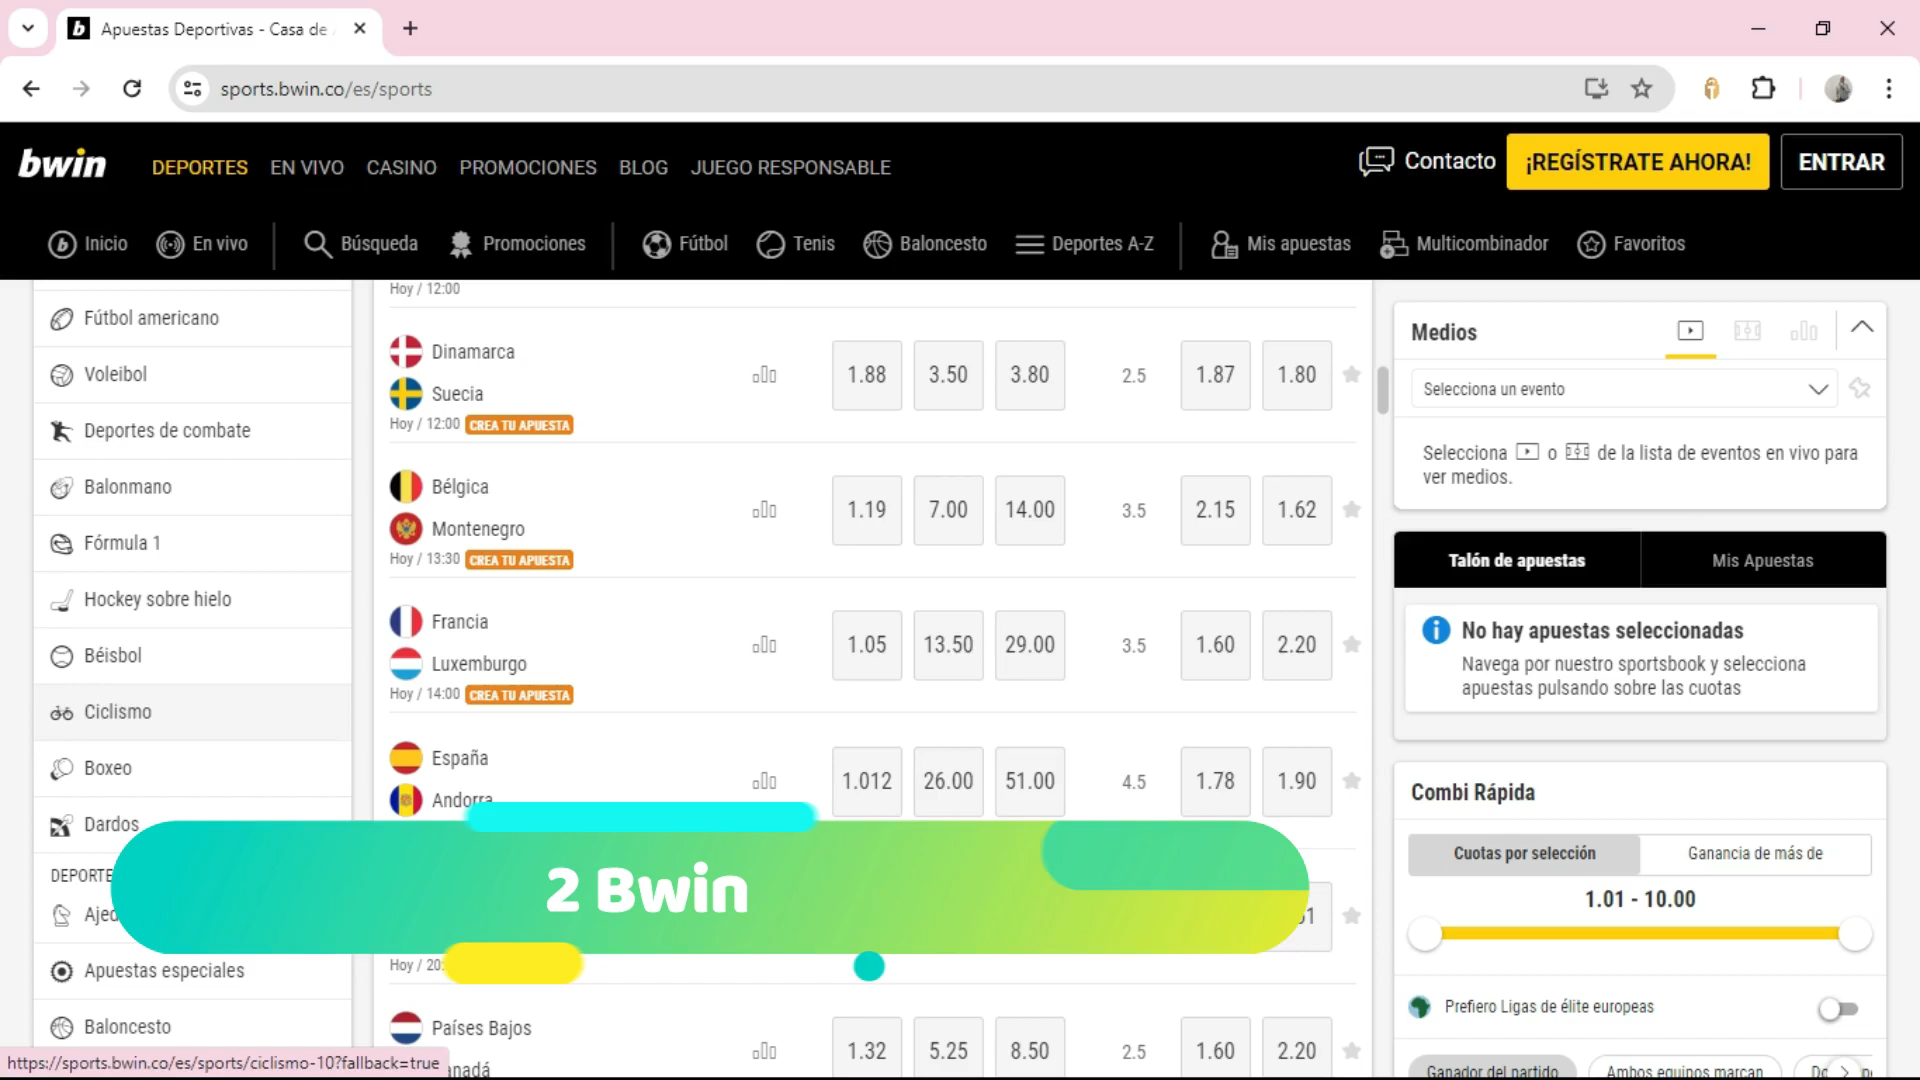 Apuestas Deportivas - Casa de
sports.bwin.co/es/sports
bwin
DEPORTES EN VIVO CASINO PROMOCIONES BLOG JUEGO RESPONSABLE
Contacto ¡REGÍSTRATE AHORA! ENTRAR
Inicio En vivo Búsqueda Promociones Fútbol Tenis Baloncesto Deportes A-Z Mis apuestas Multicombinador Favoritos
Fútbol americano
Voleibol
Deportes de combate
Balonmano
Fórmula 1
Hockey sobre hielo
Béisbol
Ciclismo
Boxeo
Dardos
DEPORTE
Ajed
Apuestas especiales
Baloncesto
https://sports.bwin.co/es/sports/ciclismo-10?fallback=true
Hoy / 12:00
Dinamarca
Suecia
1.88 3.50 3.80 2.5 1.87 1.80
Hoy / 12:00 CREA TU APUESTA
Bélgica
Montenegro
1.19 7.00 14.00 3.5 2.15 1.62
Hoy / 13:30 CREA TU APUESTA
Francia
Luxemburgo
1.05 13.50 29.00 3.5 1.60 2.20
Hoy / 14:00 CREA TU APUESTA
España
Andorra
1.012 26.00 51.00 4.5 1.78 1.90
2 Bwin
Hoy / 20:
Países Bajos
anadá
1.32 5.25 8.50 2.5 1.60 2.20
Medios
Selecciona un evento
Selecciona o de la lista de eventos en vivo para
ver medios.
Talón de apuestas Mis Apuestas
No hay apuestas seleccionadas
Navega por nuestro sportsbook y selecciona
apuestas pulsando sobre las cuotas
Combi Rápida
Cuotas por selección Ganancia de más de
1.01 - 10.00
Prefiero Ligas de élite europeas
Ganador del partido Ambos equipos marcan